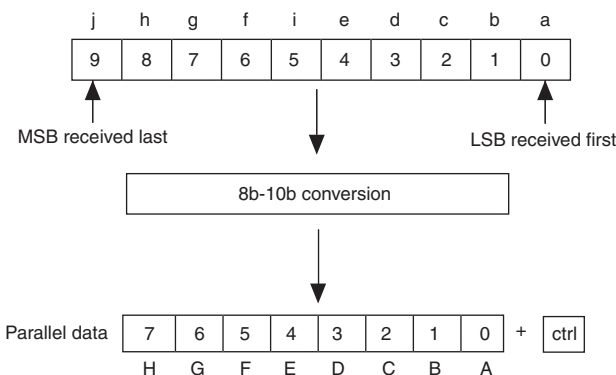 j h g f i e d c b a
9 8 7 6 5 4 3 2 1 0
MSB received last LSB received first
8b-10b conversion
Parallel data 7 6 5 4 3 2 1 0 + ctrl
H G F E D C B A